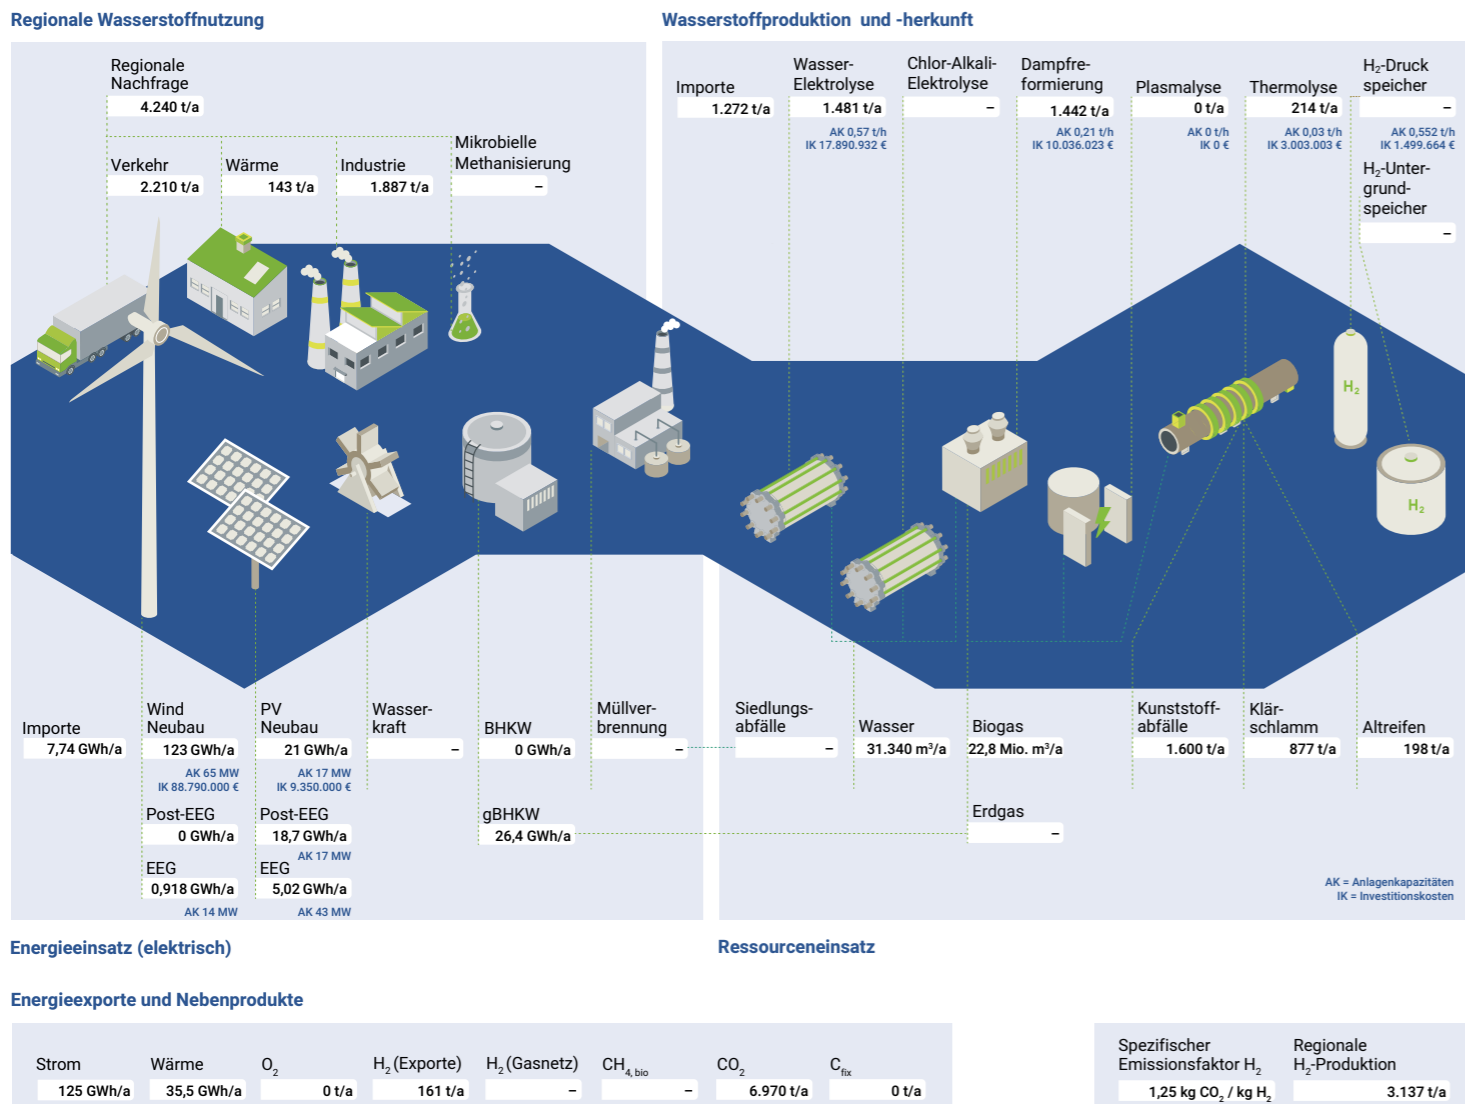 Regionale Wasserstoffnutzung
Regionale
Nachfrage
4.240 t/a
Verkehr
2.210 t/a
Wärme
143 t/a
Industrie
1.887 t/a
Mikrobielle
Methanisierung
–
Wasserstoffproduktion und -herkunft
Importe
1.272 t/a
Wasser-
Elektrolyse
1.481 t/a
AK 0,57 t/h
IK 17.890.932 €
Chlor-Alkali-
Elektrolyse
–
Dampfre-
formierung
1.442 t/a
AK 0,21 t/h
IK 10.036.023 €
Plasmalyse
0 t/a
AK 0 t/h
IK 0 €
Thermolyse
214 t/a
AK 0,03 t/h
IK 3.003.003 €
H₂-Druck
speicher
–
AK 0,552 t/h
IK 1.499.664 €
H₂-Unter-
grund-
speicher
–
H₂
H₂
Importe
7,74 GWh/a
Wind
Neubau
123 GWh/a
AK 65 MW
IK 88.790.000 €
Post-EEG
0 GWh/a
EEG
0,918 GWh/a
AK 14 MW
PV
Neubau
21 GWh/a
AK 17 MW
IK 9.350.000 €
Post-EEG
18,7 GWh/a
AK 17 MW
EEG
5,02 GWh/a
AK 43 MW
Wasser-
kraft
–
BHKW
0 GWh/a
gBHKW
26,4 GWh/a
Müllver-
brennung
–
Siedlungs-
abfälle
–
Wasser
31.340 m³/a
Biogas
22,8 Mio. m³/a
Erdgas
–
Kunststoff-
abfälle
1.600 t/a
Klär-
schlamm
877 t/a
Altreifen
198 t/a
AK = Anlagenkapazitäten
IK = Investitionskosten
Energieeinsatz (elektrisch)
Ressourceneinsatz
Energieexporte und Nebenprodukte
Strom
125 GWh/a
Wärme
35,5 GWh/a
O₂
0 t/a
H₂ (Exporte)
161 t/a
H₂ (Gasnetz)
–
CH₄, bio
–
CO₂
6.970 t/a
C fix
0 t/a
Spezifischer
Emissionsfaktor H₂
1,25 kg CO₂ / kg H₂
Regionale
H₂-Produktion
3.137 t/a